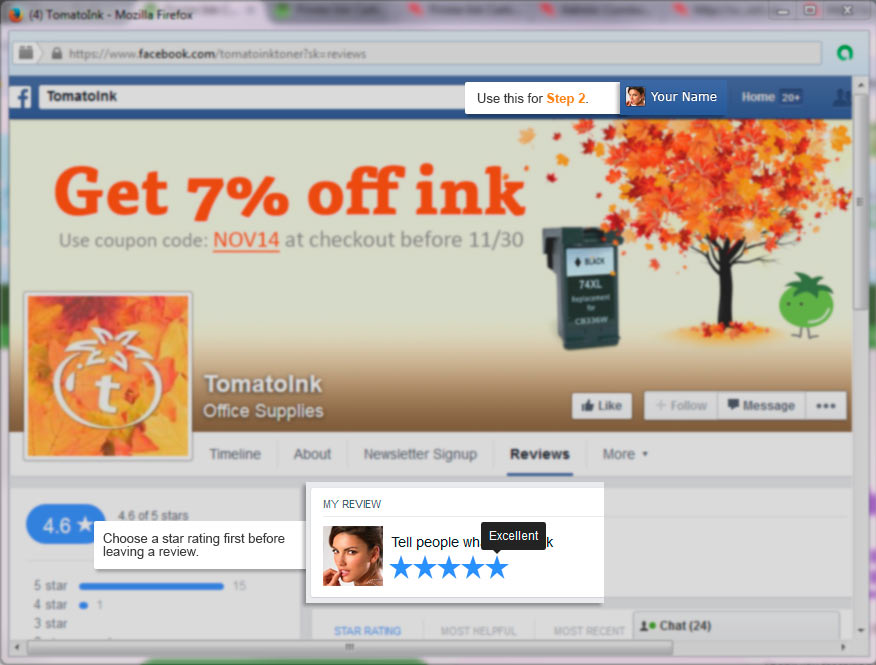 (4) TomatoInk - Mozilla Firefox
https://www.facebook.com/tomatoinktoner?sk=reviews
f
TomatoInk
Use this for Step 2.
Your Name
Home 20+
Get 7% off ink
Use coupon code: NOV14 at checkout before 11/30
BLACK
74XL
Replacement
for
CB336W
t
TomatoInk
Office Supplies
Like
+ Follow
Message
Timeline
About
Newsletter Signup
Reviews
More
4.6 ★
4.6 of 5 stars
Choose a star rating first before
leaving a review.
MY REVIEW
Tell people wh
k
Excellent
5 star 15
4 star 1
3 star
STAR RATING
MOST HELPFUL
MOST RECENT
Chat (24)